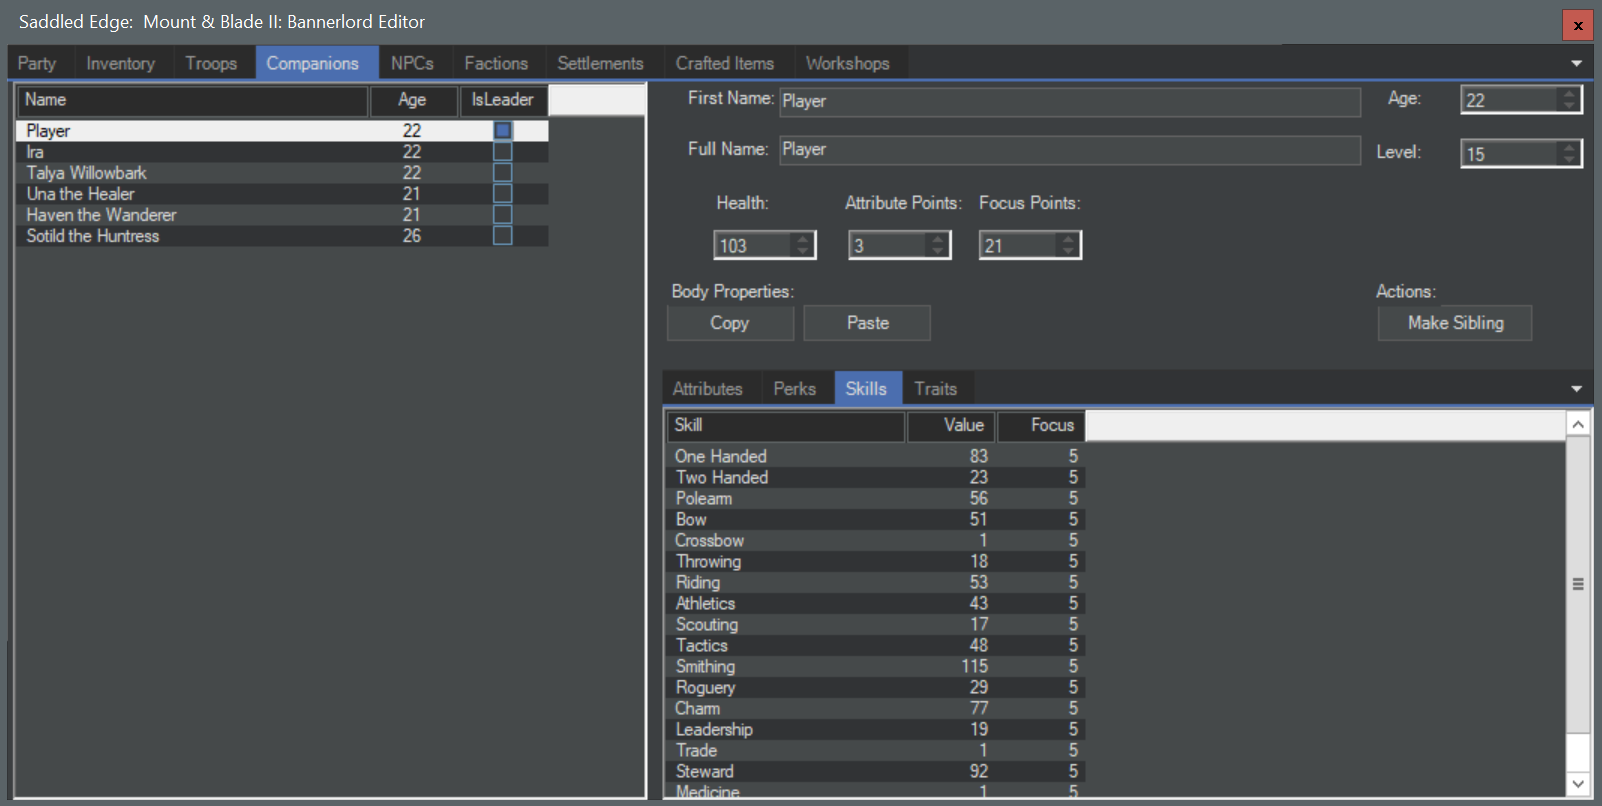 Saddled Edge:  Mount & Blade II: Bannerlord Editor
x
Party Inventory Troops Companions NPCs Factions Settlements Crafted Items Workshops
Name Age IsLeader
Player 22
Ira 22
Talya Willowbark 22
Una the Healer 21
Haven the Wanderer 21
Sotild the Huntress 26
First Name: Player Age: 22
Full Name: Player Level: 15
Health: Attribute Points: Focus Points:
103 3 21
Body Properties: Actions:
Copy Paste Make Sibling
Attributes Perks Skills Traits
Skill Value Focus
One Handed 83 5
Two Handed 23 5
Polearm 56 5
Bow 51 5
Crossbow 1 5
Throwing 18 5
Riding 53 5
Athletics 43 5
Scouting 17 5
Tactics 48 5
Smithing 115 5
Roguery 29 5
Charm 77 5
Leadership 19 5
Trade 1 5
Steward 92 5
Medicine 1 5